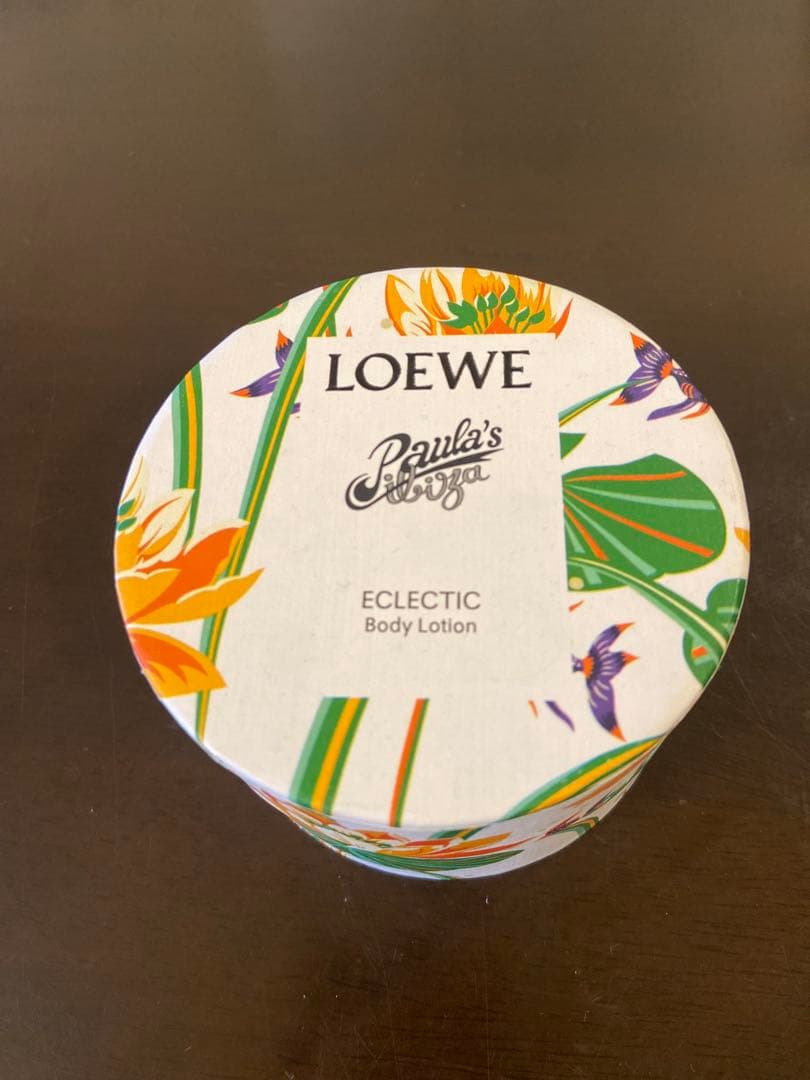 LOEWE
Paula's
ibiza
ECLECTIC
Body Lotion